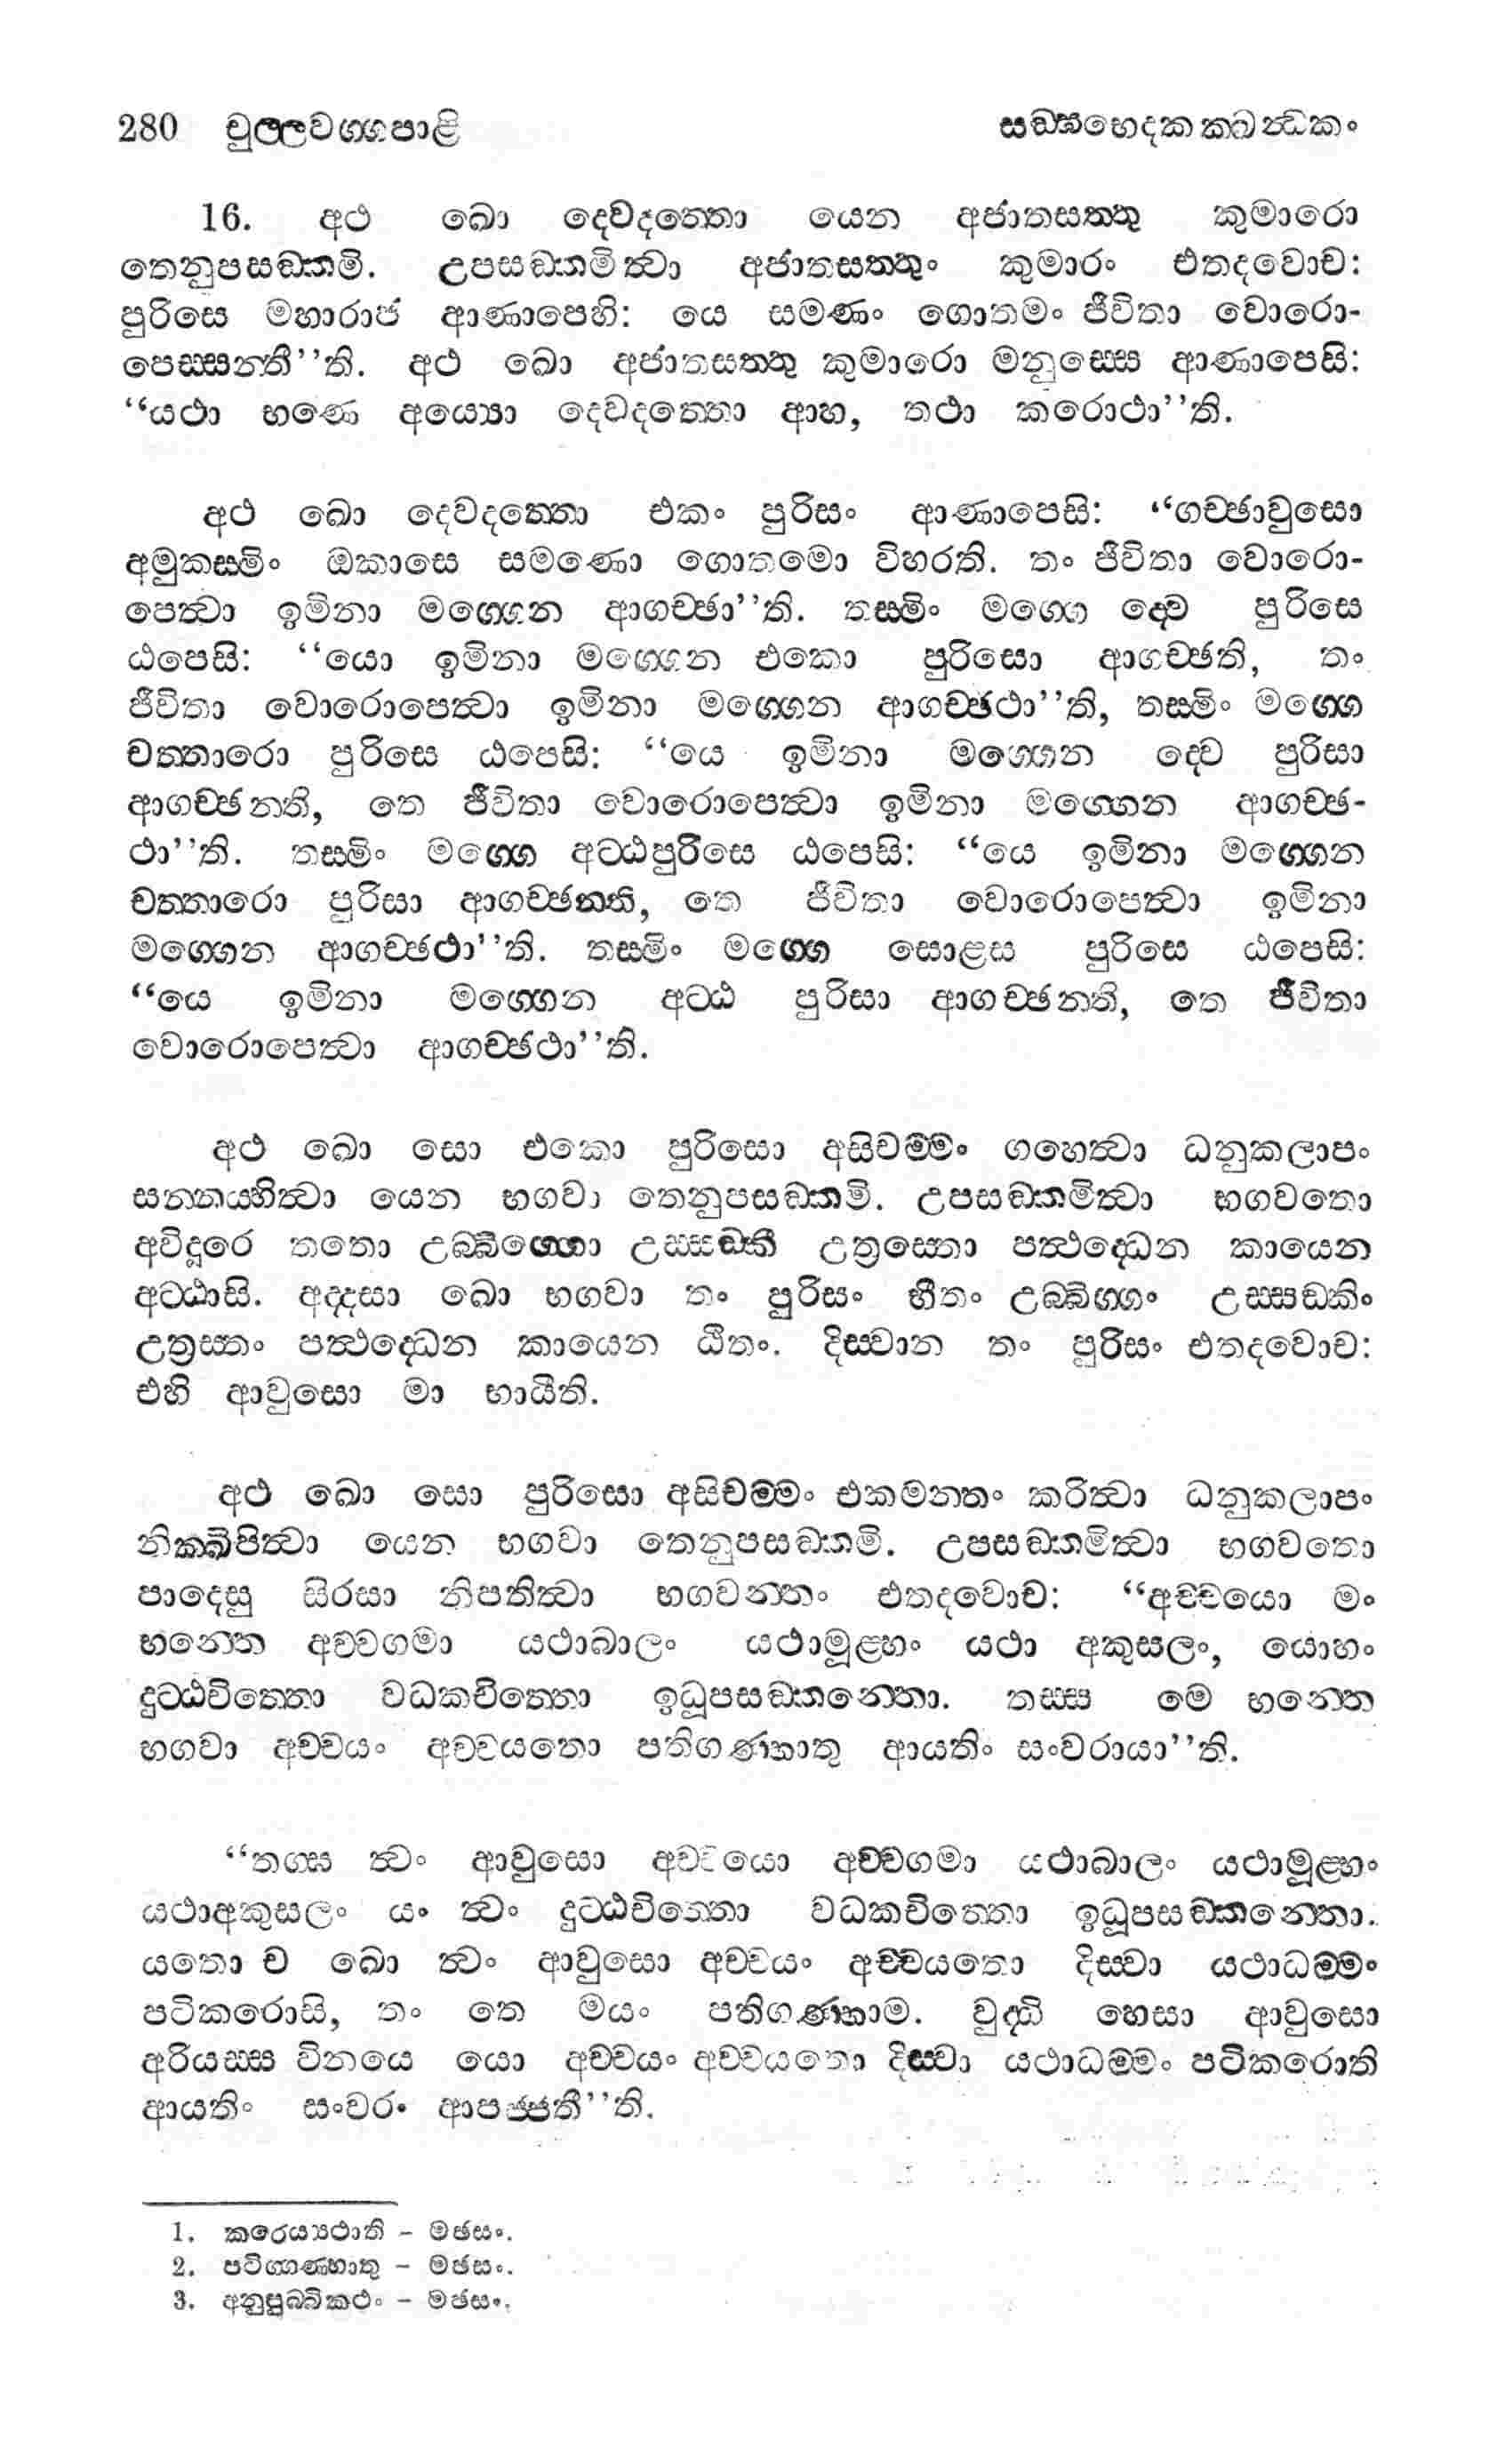 280 චුල්ලවග්ගපාළි සඞ්ඝභෙදකක්ඛන්ධකං
16. අථ ඛො දෙවදත්තො යෙන අජාතසත්තු කුමාරො
තෙනුපසඞ්කමි. උපසඞ්කමිත්වා අජාතසත්තුං කුමාරං එතදවොච:
පුරිසෙ මහාරාජ ආණාපෙහි: යෙ සමණං ගොතමං ජීවිතා වොරො-
පෙස්සන්තී’’ති. අථ ඛො අජාතසත්තු කුමාරො මනුස්සෙ ආණාපෙසි:
‘‘යථා භණෙ අය්‍යො දෙවදත්තො ආහ, තථා කරොථා’’ති.
අථ ඛො දෙවදත්තො එකං පුරිසං ආණාපෙසි: ‘‘ගච්ඡාවුසො
අමුකස්මිං ඔකාසෙ සමණො ගොතමො විහරති. තං ජීවිතා වොරො-
පෙත්වා ඉමිනා මග්ගෙන ආගච්ඡා’’ති. තස්මිං මග්ගෙ ද්වෙ පුරිසෙ
ඨපෙසි: ‘‘යො ඉමිනා මග්ගෙන එකො පුරිසො ආගච්ඡති, තං
ජීවිතා වොරොපෙත්වා ඉමිනා මග්ගෙන ආගච්ඡථා’’ති, තස්මිං මග්ගෙ
චත්තාරො පුරිසෙ ඨපෙසි: ‘‘යෙ ඉමිනා මග්ගෙන ද්වෙ පුරිසා
ආගච්ඡන්ති, තෙ ජීවිතා වොරොපෙත්වා ඉමිනා මග්ගෙන ආගච්ඡ-
ථා’’ති. තස්මිං මග්ගෙ අට්ඨපුරිසෙ ඨපෙසි: ‘‘යෙ ඉමිනා මග්ගෙන
චත්තාරො පුරිසා ආගච්ඡන්ති, තෙ ජීවිතා වොරොපෙත්වා ඉමිනා
මග්ගෙන ආගච්ඡථා’’ති. තස්මිං මග්ගෙ සොළස පුරිසෙ ඨපෙසි:
‘‘යෙ ඉමිනා මග්ගෙන අට්ඨ පුරිසා ආගච්ඡන්ති, තෙ ජීවිතා
වොරොපෙත්වා ආගච්ඡථා’’ති.
අථ ඛො සො එකො පුරිසො අසිචම්මං ගහෙත්වා ධනුකලාපං
සන්නය්හිත්වා යෙන භගවා තෙනුපසඞ්කමි. උපසඞ්කමිත්වා භගවතො
අවිදූරෙ තතො උබ්බිග්ගො උස්සඞ්කී උත්‍රස්තො පත්ථද්ධෙන කායෙන
අට්ඨාසි. අද්දසා ඛො භගවා තං පුරිසං භීතං උබ්බිග්ගං උස්සඞ්කිං
උත්‍රස්තං පත්ථද්ධෙන කායෙන ඨිතං. දිස්වාන තං පුරිසං එතදවොච:
එහි ආවුසො මා භායීති.
අථ ඛො සො පුරිසො අසිචම්මං එකමන්තං කරිත්වා ධනුකලාපං
නික්ඛිපිත්වා යෙන භගවා තෙනුපසඞ්කමි. උපසඞ්කමිත්වා භගවතො
පාදෙසු සිරසා නිපතිත්වා භගවන්තං එතදවොච: ‘‘අච්චයො මං
භන්තෙ අච්චගමා යථාබාලං යථාමූළ්හං යථා අකුසලං, යොහං
දුට්ඨචිත්තො වධකචිත්තො ඉධූපසඞ්කන්තො. තස්ස මෙ භන්තෙ
භගවා අච්චයං අච්චයතො පතිගණ්හාතු ආයතිං සංවරායා’’ති.
‘‘තග්ඝ ත්වං ආවුසො අච්චයො අච්චගමා යථාබාලං යථාමූළ්හං
යථාඅකුසලං යං ත්වං දුට්ඨචිත්තො වධකචිත්තො ඉධූපසඞ්කන්තො.
යතො ච ඛො ත්වං ආවුසො අච්චයං අච්චයතො දිස්වා යථාධම්මං
පටිකරොසි, තං තෙ මයං පතිගණ්හාම. වුද්ධි හෙසා ආවුසො
අරියස්ස විනයෙ යො අච්චයං අච්චයතො දිස්වා යථාධම්මං පටිකරොති
ආයතිං සංවරං ආපජ්ජතී’’ති.
1. කරෙය්‍යථාති – මඡසං.
2. පටිග්ගණ්හාතු – මඡසං.
3. අනුපුබ්බිකථං – මඡසං.